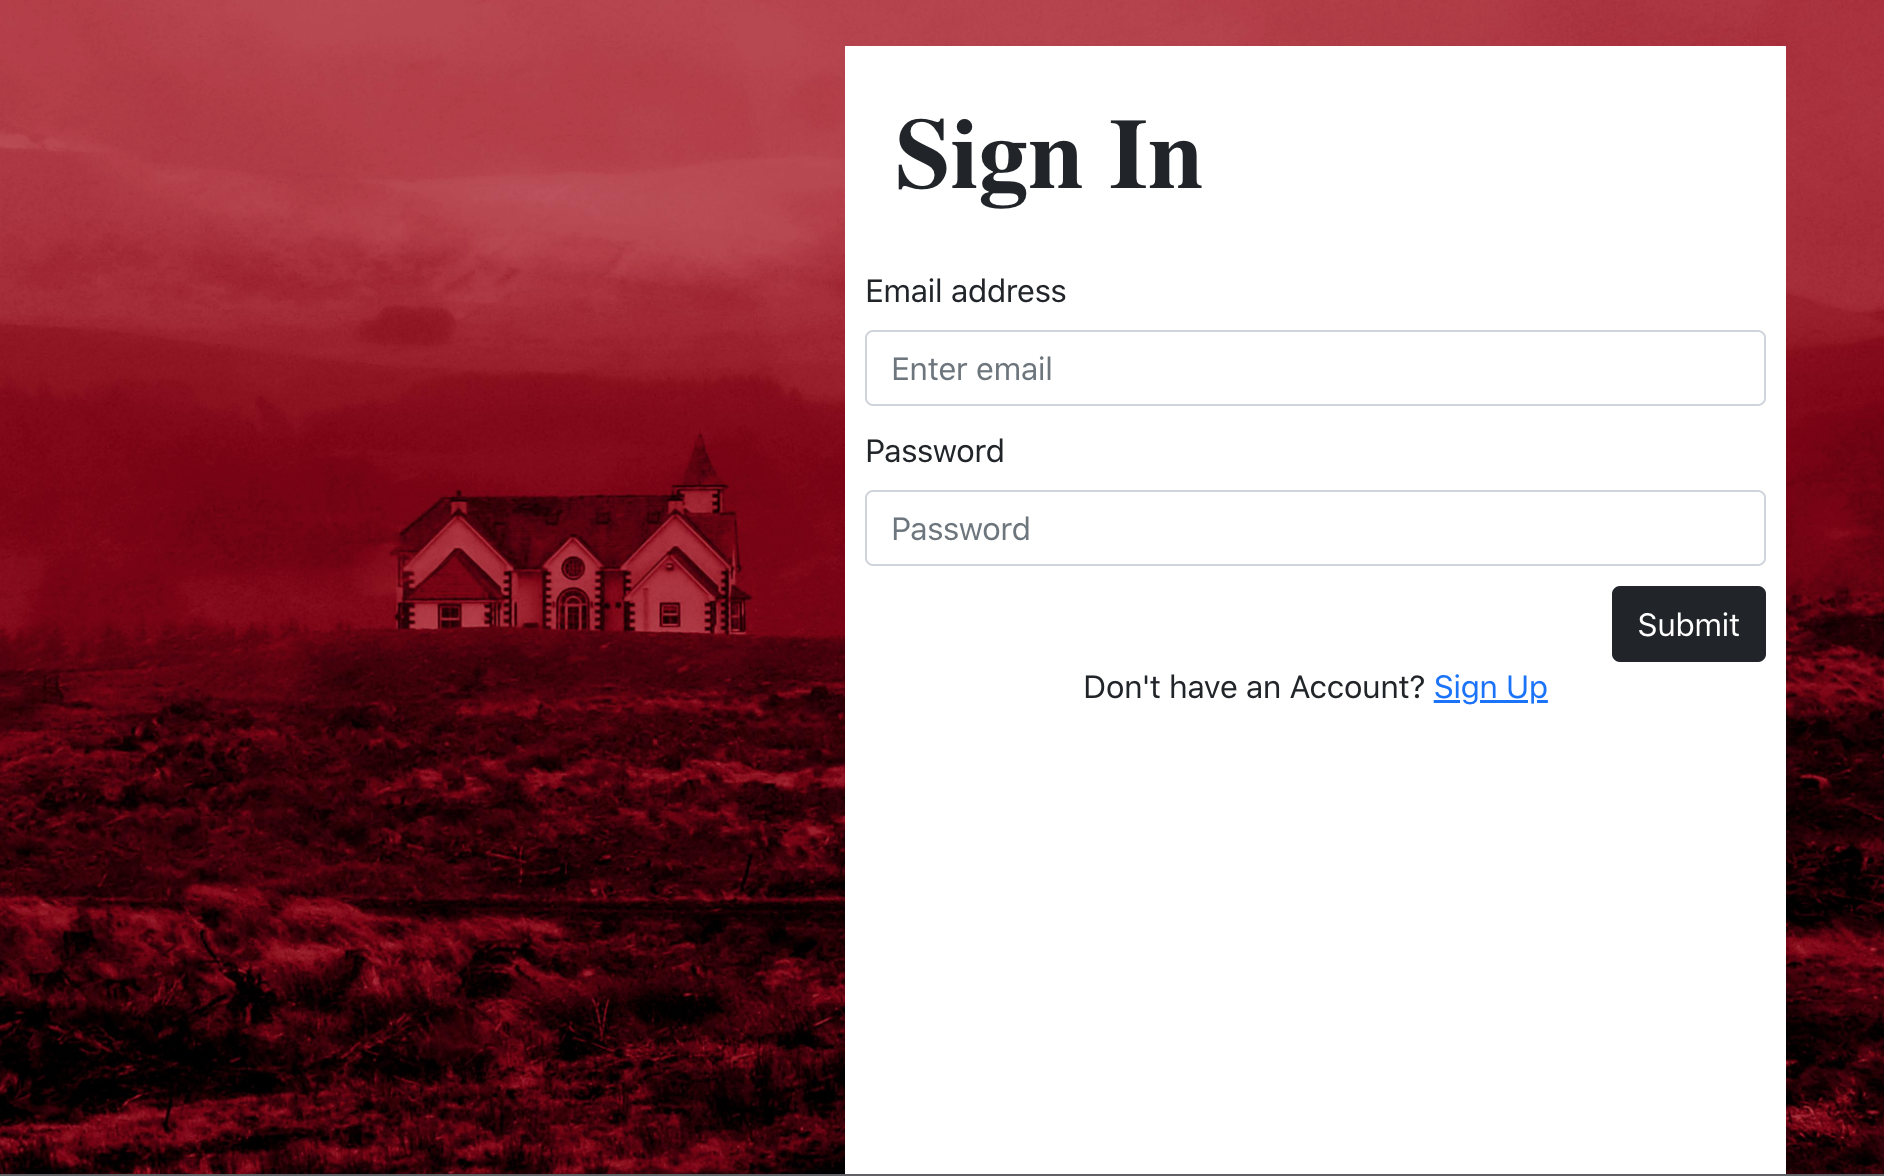 Sign In
Email address
Enter email
Password
Password
Submit
Don't have an Account? Sign Up